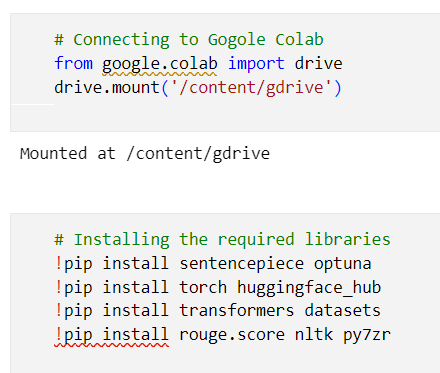 # Connecting to Gogole Colab
from google.colab import drive
drive.mount('/content/gdrive')
Mounted at /content/gdrive
# Installing the required libraries
!pip install sentencepiece optuna
!pip install torch huggingface_hub
!pip install transformers datasets
!pip install rouge.score nltk py7zr